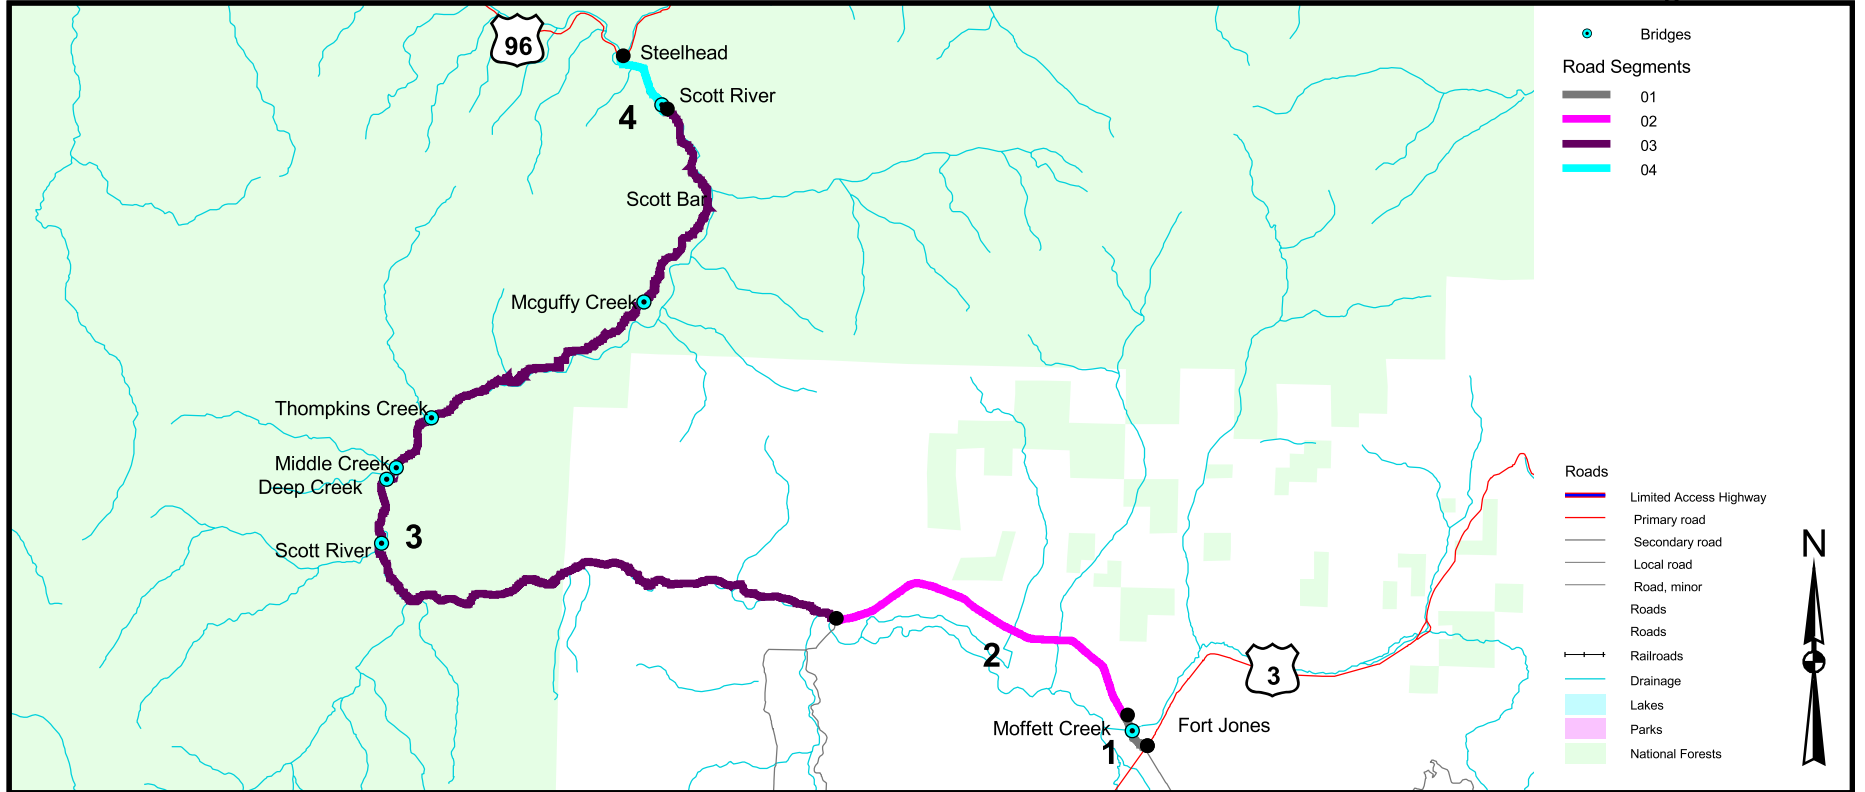 96
Steelhead
Scott River
4
Scott Bar
Mcguffy Creek
Thompkins Creek
Middle Creek
Deep Creek
3
Scott River
2
3
Moffett Creek
Fort Jones
1
Bridges
Road Segments
01
02
03
04
Roads
Limited Access Highway
Primary road
Secondary road
Local road
Road, minor
Roads
Roads
Railroads
Drainage
Lakes
Parks
National Forests
N